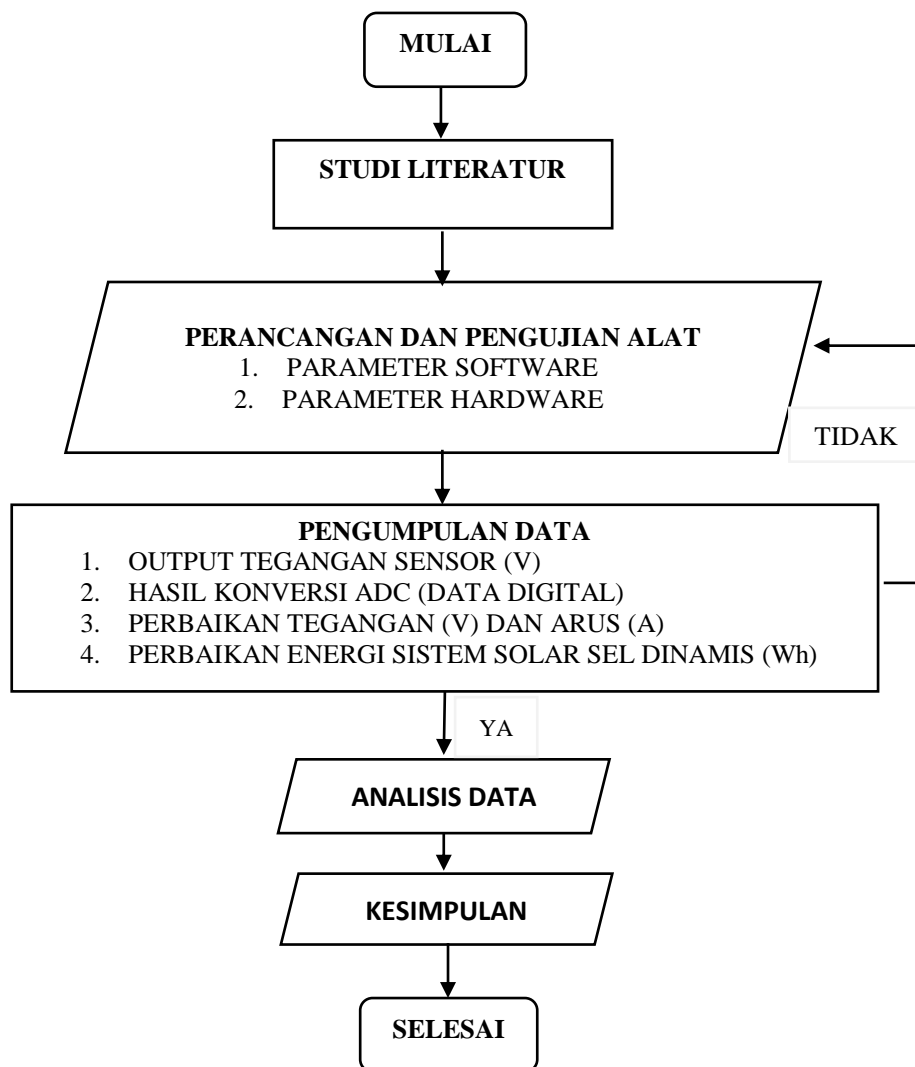 MULAI
STUDI LITERATUR
PERANCANGAN DAN PENGUJIAN ALAT
1. PARAMETER SOFTWARE
2. PARAMETER HARDWARE
TIDAK
PENGUMPULAN DATA
1. OUTPUT TEGANGAN SENSOR (V)
2. HASIL KONVERSI ADC (DATA DIGITAL)
3. PERBAIKAN TEGANGAN (V) DAN ARUS (A)
4. PERBAIKAN ENERGI SISTEM SOLAR SEL DINAMIS (Wh)
YA
ANALISIS DATA
KESIMPULAN
SELESAI